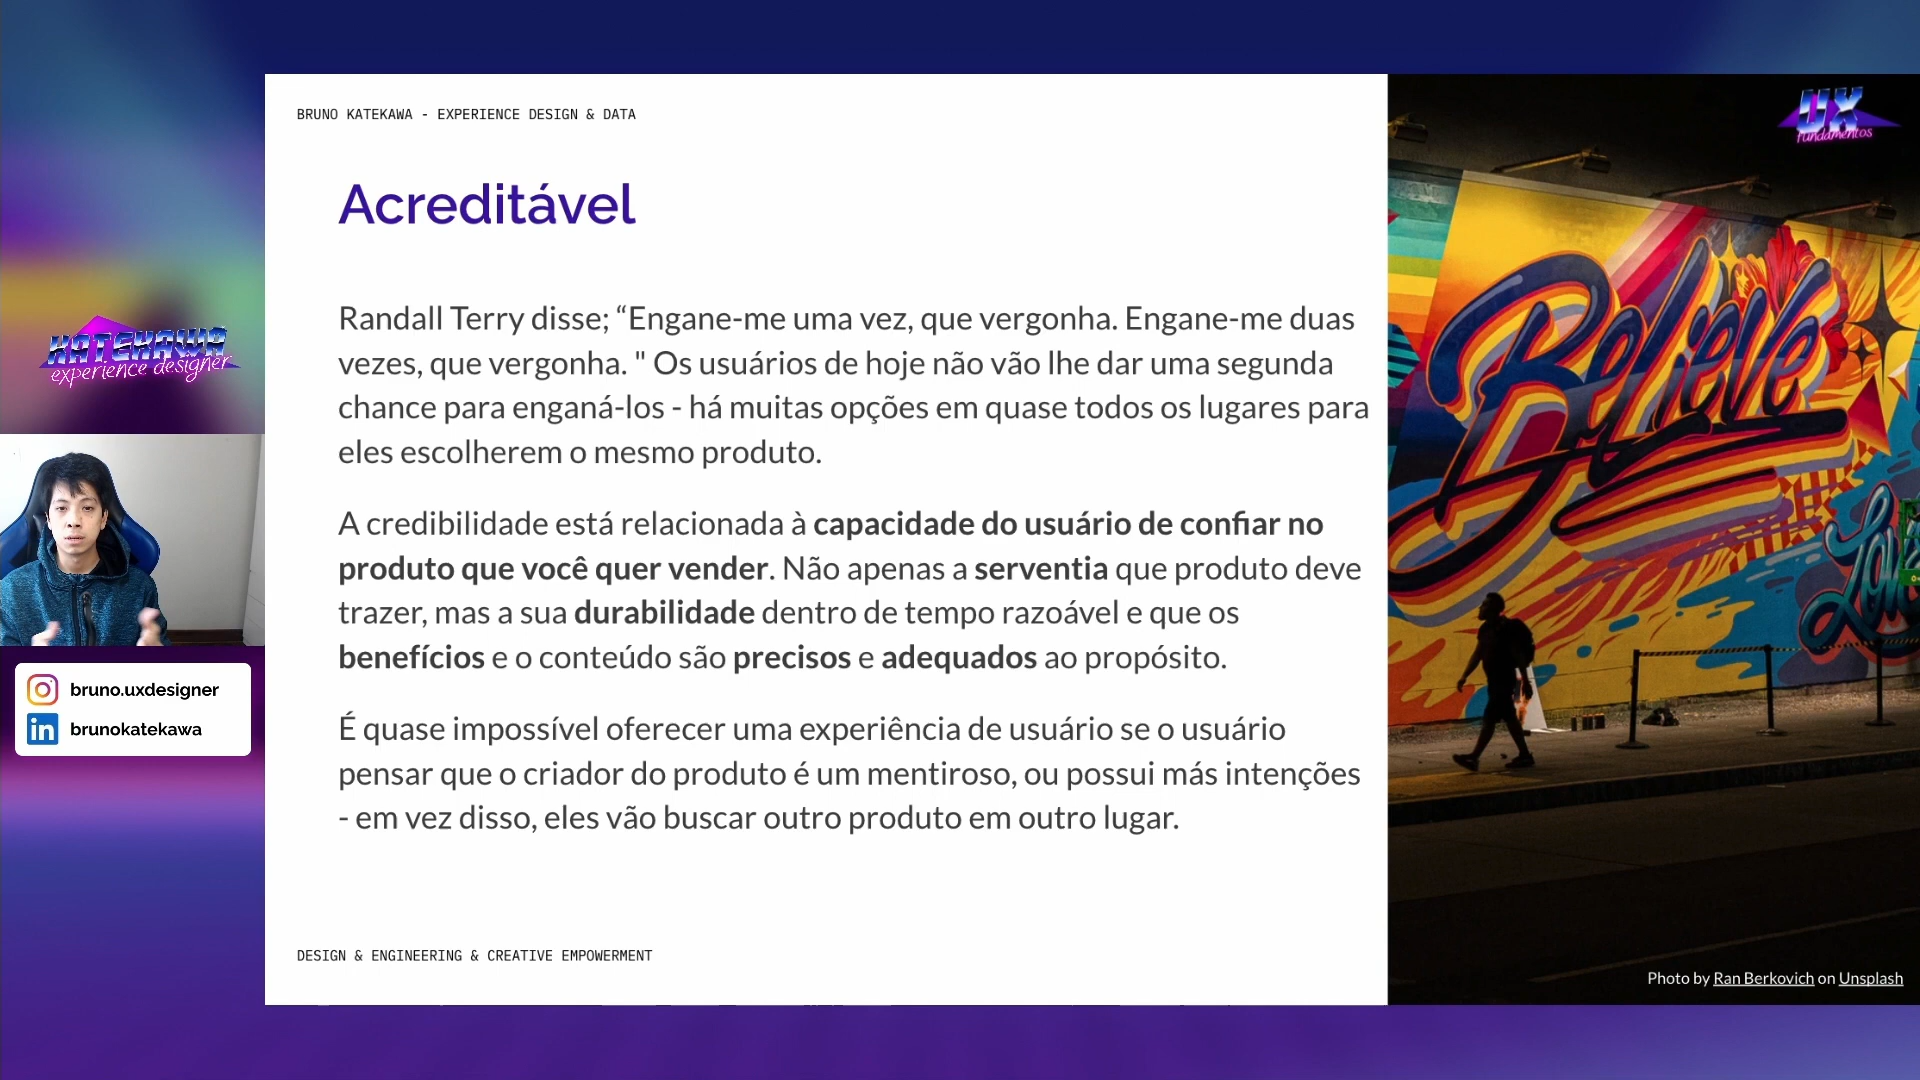 BRUNO KATEKAWA - EXPERIENCE DESIGN & DATA
UX
fundamentos
Acreditável
Randall Terry disse; “Engane-me uma vez, que vergonha. Engane-me duas
vezes, que vergonha. " Os usuários de hoje não vão lhe dar uma segunda
chance para enganá-los - há muitas opções em quase todos os lugares para
eles escolherem o mesmo produto.
A credibilidade está relacionada à capacidade do usuário de confiar no
produto que você quer vender. Não apenas a serventia que produto deve
trazer, mas a sua durabilidade dentro de tempo razoável e que os
benefícios e o conteúdo são precisos e adequados ao propósito.
É quase impossível oferecer uma experiência de usuário se o usuário
pensar que o criador do produto é um mentiroso, ou possui más intenções
- em vez disso, eles vão buscar outro produto em outro lugar.
DESIGN & ENGINEERING & CREATIVE EMPOWERMENT
KATEKAWA
experience designer
bruno.uxdesigner
in brunokatekawa
Believe
Photo by Ran Berkovich on Unsplash